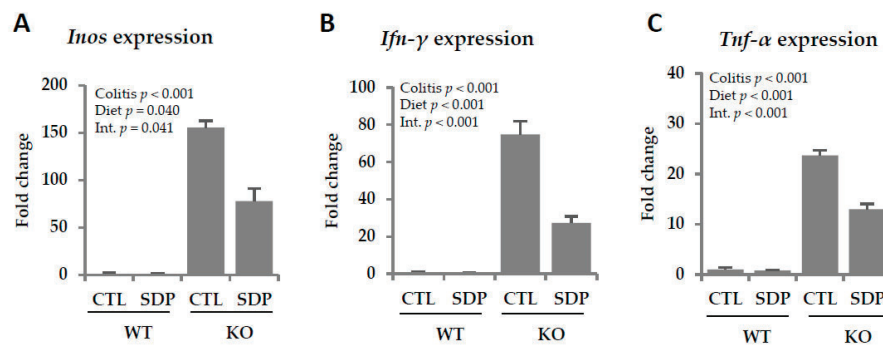 A
Inos expression
Fold change
200
150
100
50
0
Colitis p < 0.001
Diet p = 0.040
Int. p = 0.041
CTL SDP CTL SDP
WT KO
B
Ifn-γ expression
Fold change
100
80
60
40
20
0
Colitis p < 0.001
Diet p < 0.001
Int. p < 0.001
CTL SDP CTL SDP
WT KO
C
Tnf-α expression
Fold change
40
30
20
10
0
Colitis p < 0.001
Diet p < 0.001
Int. p < 0.001
CTL SDP CTL SDP
WT KO